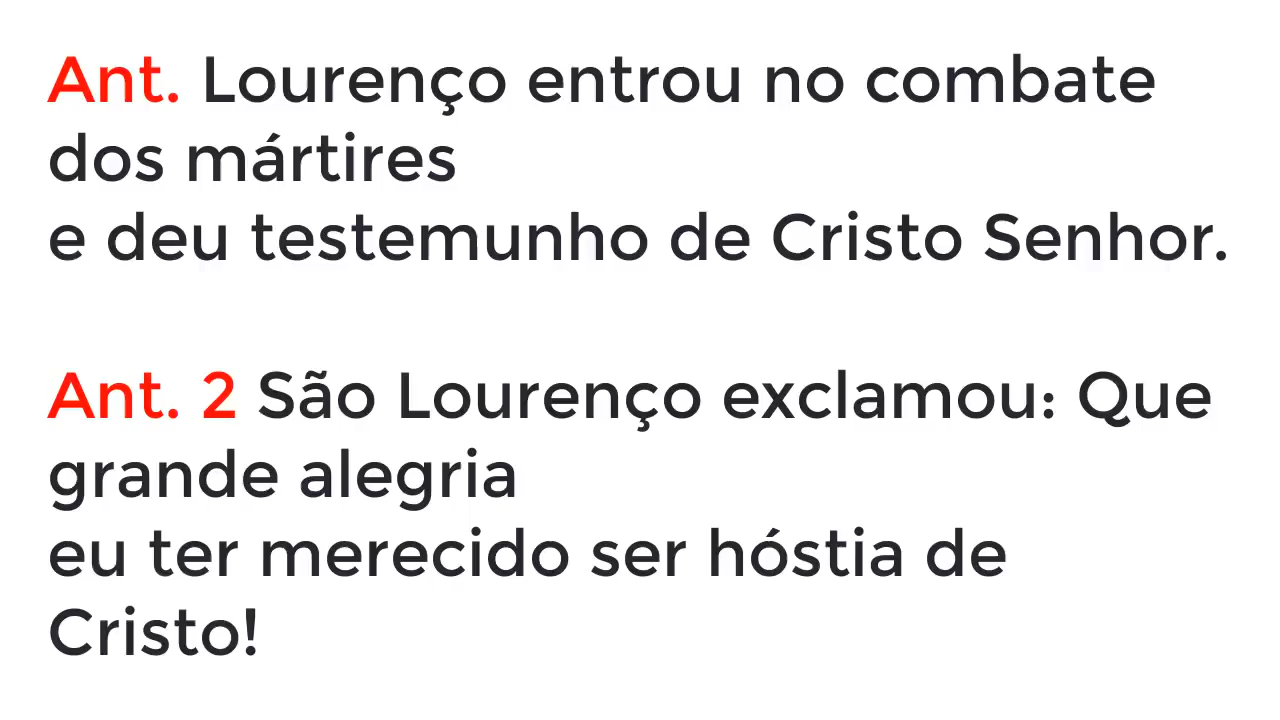 Ant. Lourenço entrou no combate
dos mártires
e deu testemunho de Cristo Senhor.
Ant. 2 São Lourenço exclamou: Que
grande alegria
eu ter merecido ser hóstia de
Cristo!